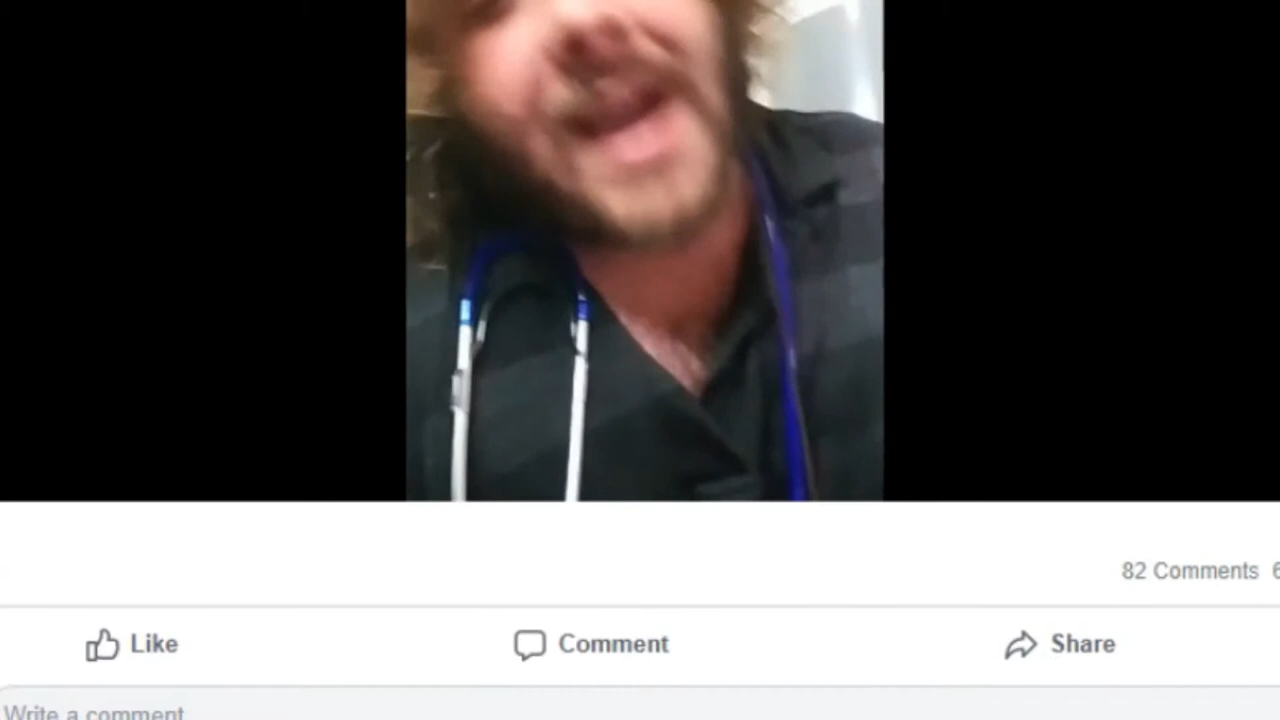 82 Comments
Like
Comment
Share
Write a comment